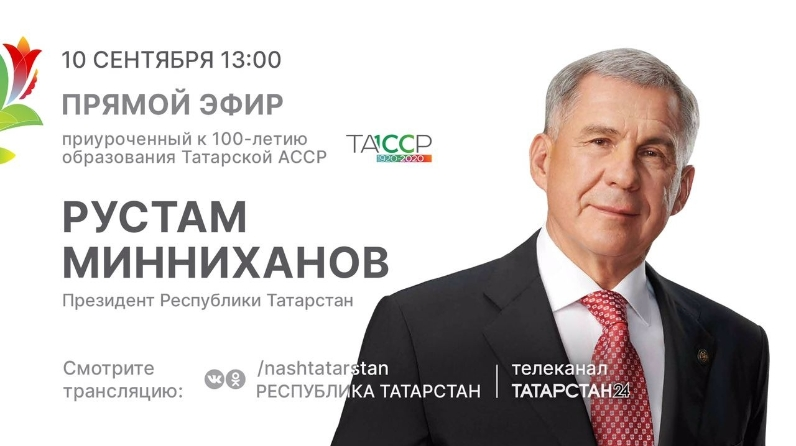 10 СЕНТЯБРЯ 13:00
ПРЯМОЙ ЭФИР
приуроченный к 100-летию
образования Татарской АССР
ТАССР
1920-2020
РУСТАМ
МИННИХАНОВ
Президент Республики Татарстан
Смотрите
трансляцию:
/nashtatarstan
РЕСПУБЛИКА ТАТАРСТАН
телеканал
ТАТАРСТАН24